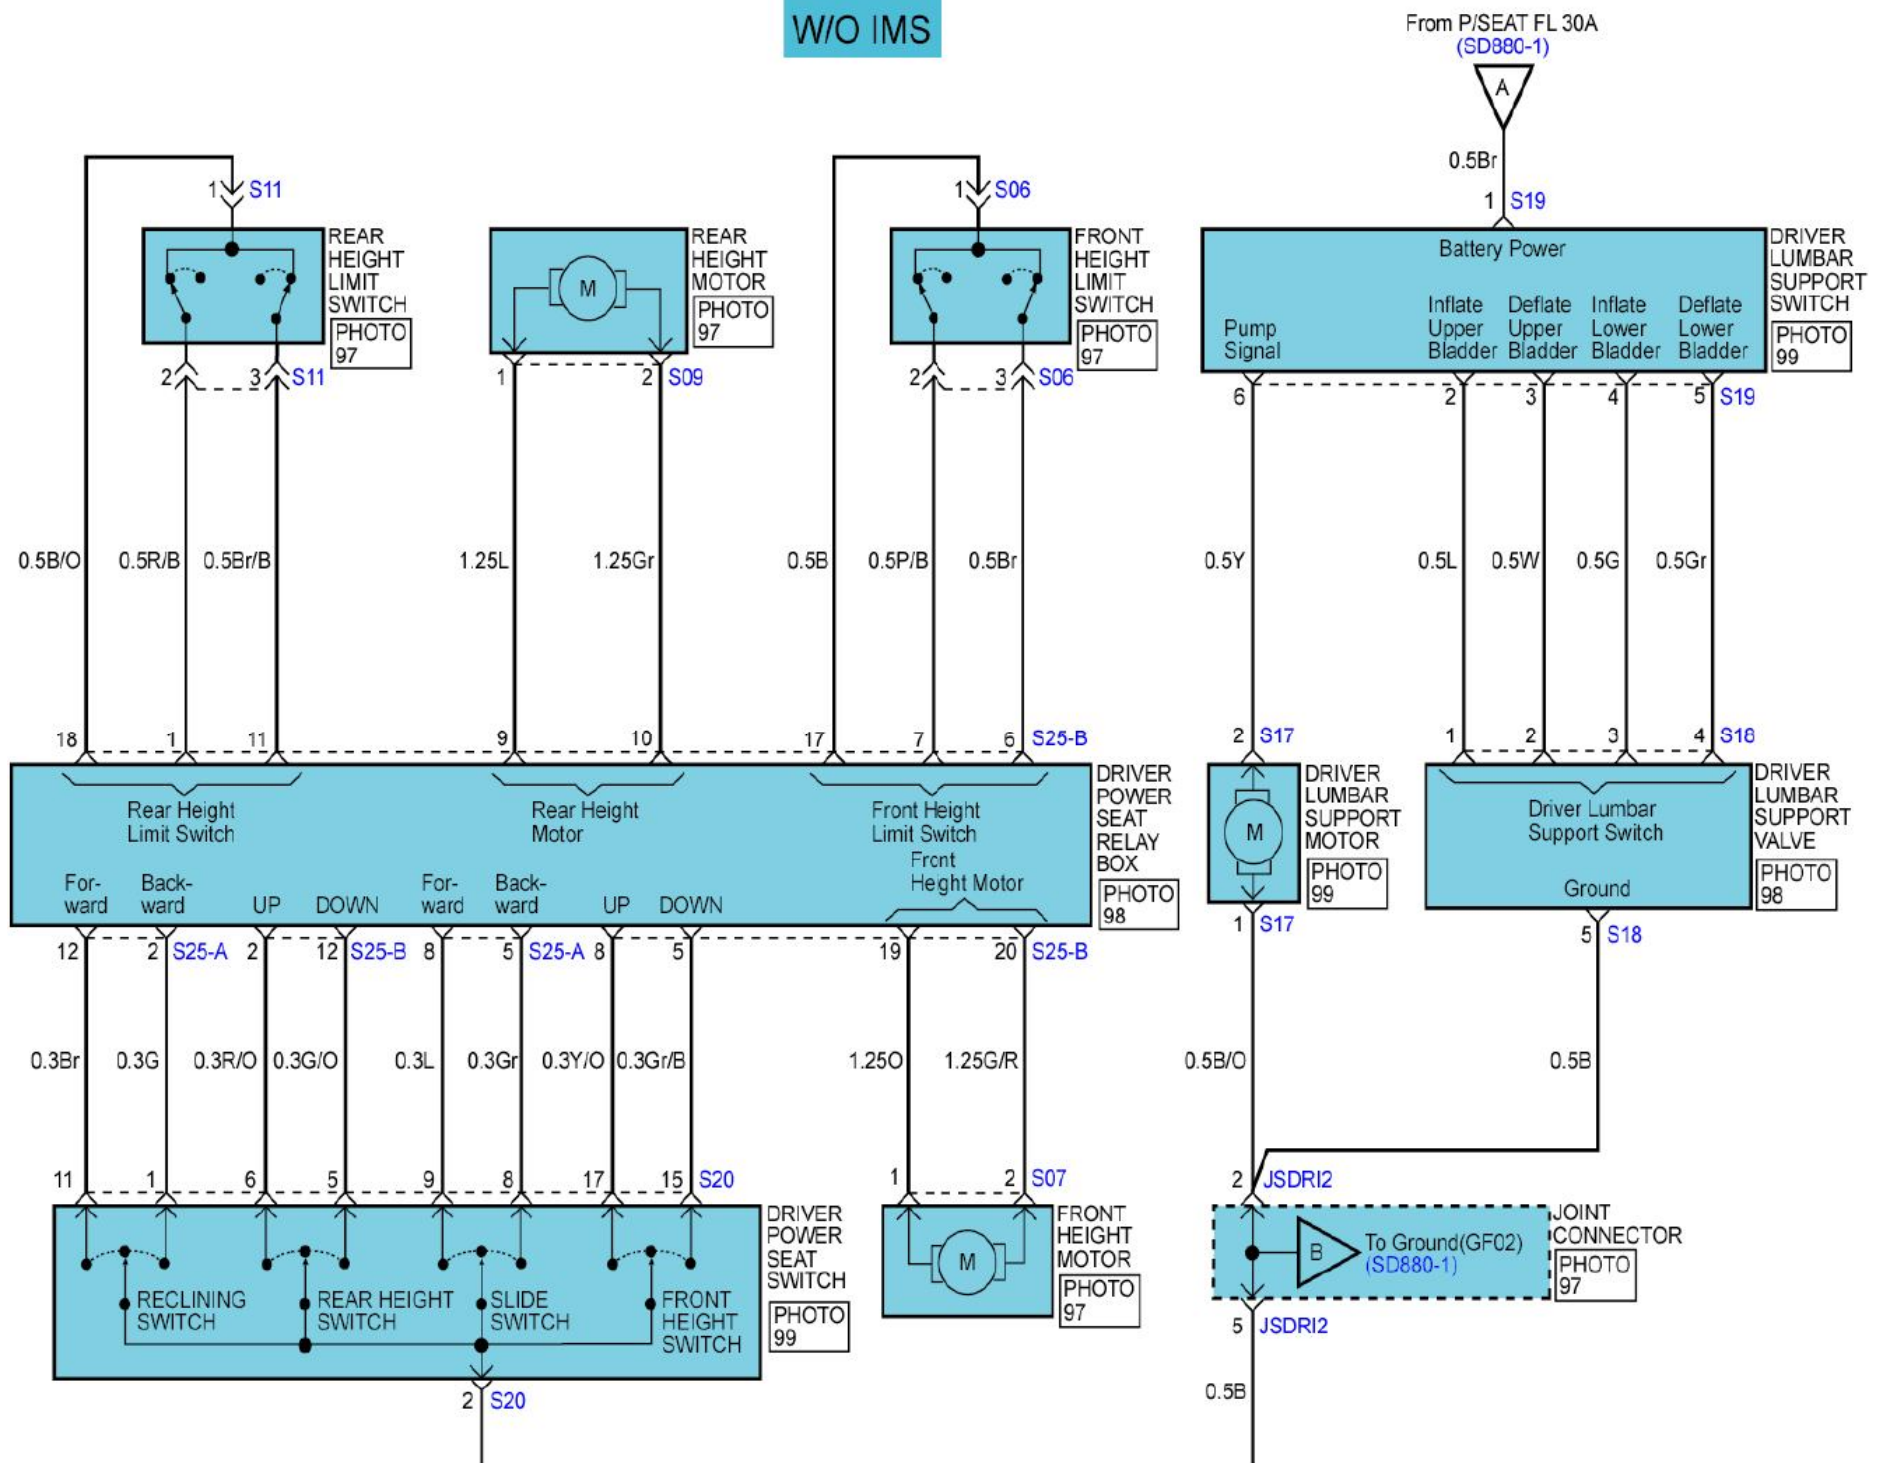 W/O IMS
From P/SEAT FL 30A
(SD880-1)
A
0.5Br
1 S19
1 S11
REAR
HEIGHT
LIMIT
SWITCH
PHOTO
97
2 3 S11
M
REAR
HEIGHT
MOTOR
PHOTO
97
1 2 S09
1 S06
FRONT
HEIGHT
LIMIT
SWITCH
PHOTO
97
2 3 S06
Battery Power
Pump
Signal
Inflate
Upper
Bladder
Deflate
Upper
Bladder
Inflate
Lower
Bladder
Deflate
Lower
Bladder
DRIVER
LUMBAR
SUPPORT
SWITCH
PHOTO
99
6 2 3 4 5 S19
0.5B/O 0.5R/B 0.5Br/B 1.25L 1.25Gr 0.5B 0.5P/B 0.5Br 0.5Y 0.5L 0.5W 0.5G 0.5Gr
18 1 11 9 10 17 7 6 S25-B 2 S17 1 2 3 4 S18
Rear Height
Limit Switch
Rear Height
Motor
Front Height
Limit Switch
Frcnt
Heght Motor
For-
ward
Back-
ward
UP DOWN
For-
ward
Back-
ward
UP DOWN
DRIVER
POWER
SEAT
RELAY
BOX
PHOTO
98
M
DRIVER
LUMBAR
SUPPORT
MOTOR
PHOTO
99
Driver Lumbar
Support Switch
Ground
DRIVER
LUMBAR
SUPPORT
VALVE
PHOTO
98
12 2 S25-A 2 12 S25-B 8 5 S25-A 8 5 19 20 S25-B 1 S17 5 S18
0.3Br 0.3G 0.3R/O 0.3G/O 0.3L 0.3Gr 0.3Y/O 0.3Gr/B 1.25O 1.25G/R 0.5B/O 0.5B
11 1 6 5 9 8 17 15 S20 1 2 S07 2 JSDRI2
RECLINING
SWITCH
REAR HEIGHT
SWITCH
SLIDE
SWITCH
FRONT
HEIGHT
SWITCH
DRIVER
POWER
SEAT
SWITCH
PHOTO
99
M
FRONT
HEIGHT
MOTOR
PHOTO
97
B
To Ground(GF02)
(SD880-1)
JOINT
CONNECTOR
PHOTO
97
2 S20
5 JSDRI2
0.5B